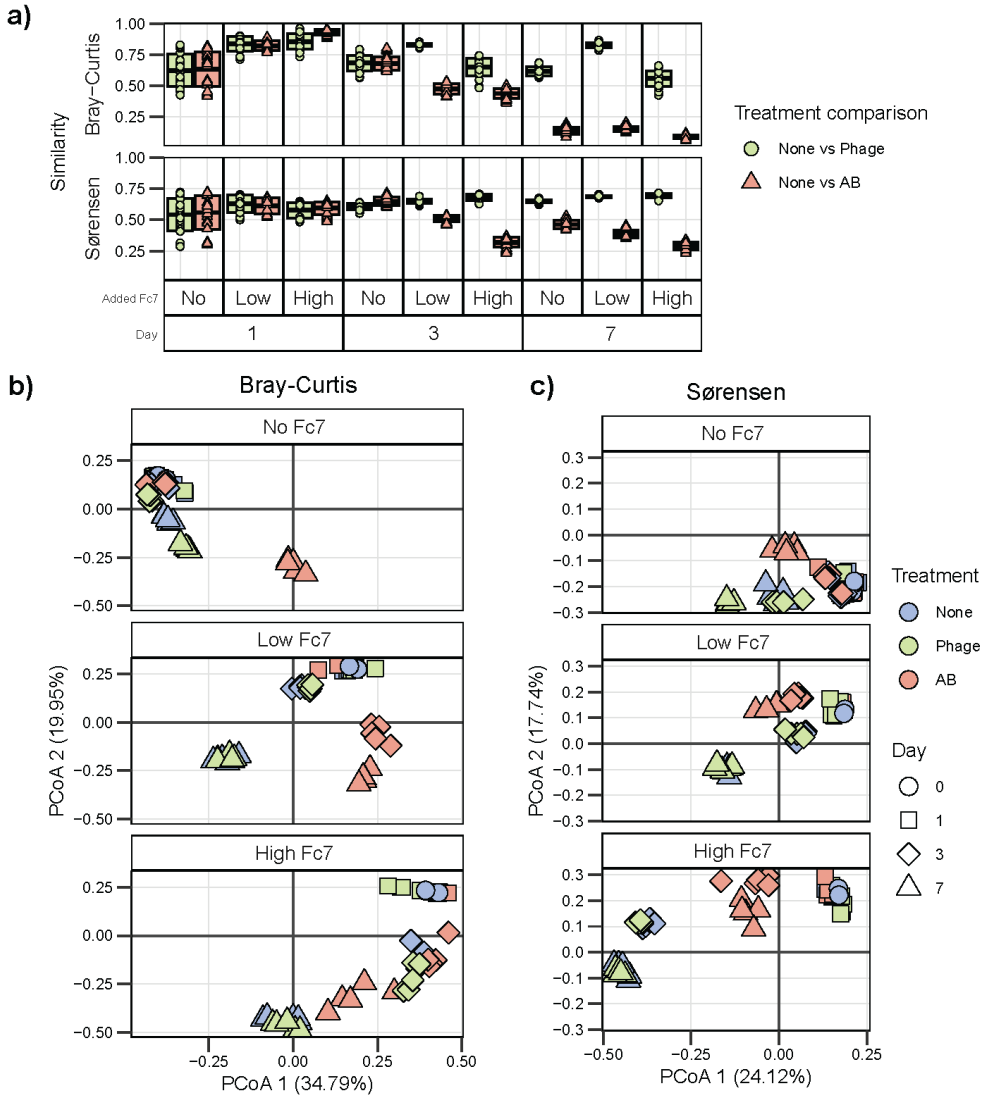 a)
Similarity
Bray-Curtis
1.00
0.75
0.50
0.25
Sørensen
1.00
0.75
0.50
0.25
Added Fc7 No Low High No Low High No Low High
Day 1 3 7
Treatment comparison
None vs Phage
None vs AB
b)
Bray-Curtis
No Fc7
0.25
0.00
−0.25
−0.50
Low Fc7
0.25
0.00
−0.25
−0.50
High Fc7
0.25
0.00
−0.25
−0.50
−0.25 0.00 0.25 0.50
PCoA 1 (34.79%)
PCoA 2 (19.95%)
c)
Sørensen
No Fc7
0.3
0.2
0.1
0.0
−0.1
−0.2
−0.3
Low Fc7
0.3
0.2
0.1
0.0
−0.1
−0.2
−0.3
High Fc7
0.3
0.2
0.1
0.0
−0.1
−0.2
−0.3
−0.50 −0.25 0.00 0.25
PCoA 1 (24.12%)
PCoA 2 (17.74%)
Treatment
None
Phage
AB
Day
0
1
3
7